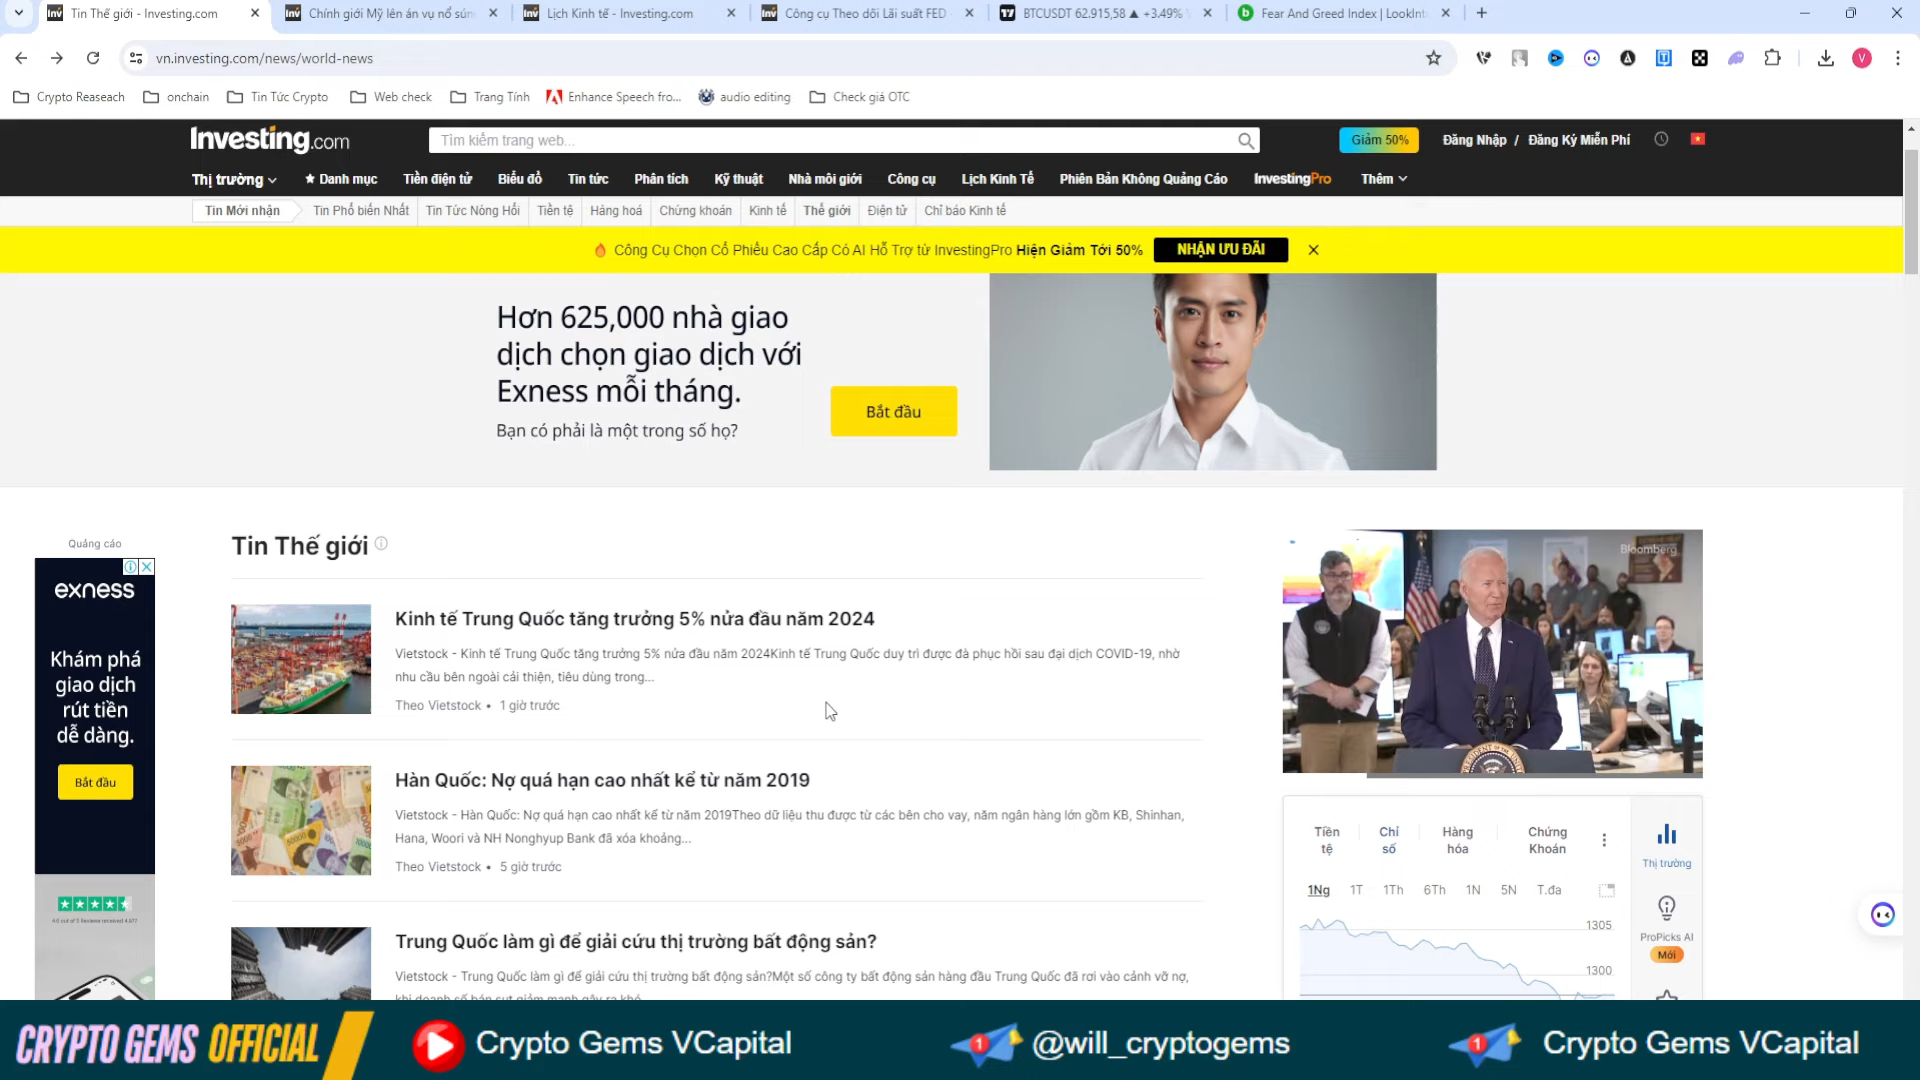 Tin Thế giới - Investing.com
Chính giới Mỹ lên án vụ nổ sún
Lịch Kinh tế - Investing.com
Công cụ Theo dõi Lãi suất FED
BTCUSDT 62.915,58 ▲ +3.49%
Fear And Greed Index | LookInt
vn.investing.com/news/world-news
V
Crypto Reaseach
onchain
Tin Tức Crypto
Web check
Trang Tính
Enhance Speech fro...
audio editing
Check giá OTC
Investing.com
Tìm kiếm trang web...
Giảm 50%
Đăng Nhập / Đăng Ký Miễn Phí
Thị trường
★ Danh mục
Tiền điện tử
Biểu đồ
Tin tức
Phân tích
Kỹ thuật
Nhà môi giới
Công cụ
Lịch Kinh Tế
Phiên Bản Không Quảng Cáo
InvestingPro
Thêm
Tin Mới nhận
Tin Phổ biến Nhất
Tin Tức Nóng Hổi
Tiền tệ
Hàng hoá
Chứng khoán
Kinh tế
Thế giới
Điện tử
Chỉ báo Kinh tế
Công Cụ Chọn Cổ Phiếu Cao Cấp Có AI Hỗ Trợ từ InvestingPro Hiện Giảm Tới 50%
NHẬN ƯU ĐÃI
Hơn 625,000 nhà giao
dịch chọn giao dịch với
Exness mỗi tháng.
Bạn có phải là một trong số họ?
Bắt đầu
Quảng cáo
exness
Khám phá
giao dịch
rút tiền
dễ dàng.
Bắt đầu
Tin Thế giới
Kinh tế Trung Quốc tăng trưởng 5% nửa đầu năm 2024
Vietstock - Kinh tế Trung Quốc tăng trưởng 5% nửa đầu năm 2024Kinh tế Trung Quốc duy trì được đà phục hồi sau đại dịch COVID-19, nhờ
nhu cầu bên ngoài cải thiện, tiêu dùng trong...
Theo Vietstock • 1 giờ trước
Hàn Quốc: Nợ quá hạn cao nhất kể từ năm 2019
Vietstock - Hàn Quốc: Nợ quá hạn cao nhất kể từ năm 2019Theo dữ liệu thu được từ các bên cho vay, năm ngân hàng lớn gồm KB, Shinhan,
Hana, Woori và NH Nonghyup Bank đã xóa khoảng...
Theo Vietstock • 5 giờ trước
Trung Quốc làm gì để giải cứu thị trường bất động sản?
Vietstock - Trung Quốc làm gì để giải cứu thị trường bất động sản?Một số công ty bất động sản hàng đầu Trung Quốc đã rơi vào cảnh vỡ nợ,
Bloomberg
Tiền tệ
Chỉ số
Hàng hóa
Chứng Khoán
1Ng
1T
1Th
6Th
1N
5N
T.đa
1305
1300
Thị trường
ProPicks AI
Mới
CRYPTO GEMS OFFICIAL
Crypto Gems VCapital
1
@will_cryptogems
1
Crypto Gems VCapital